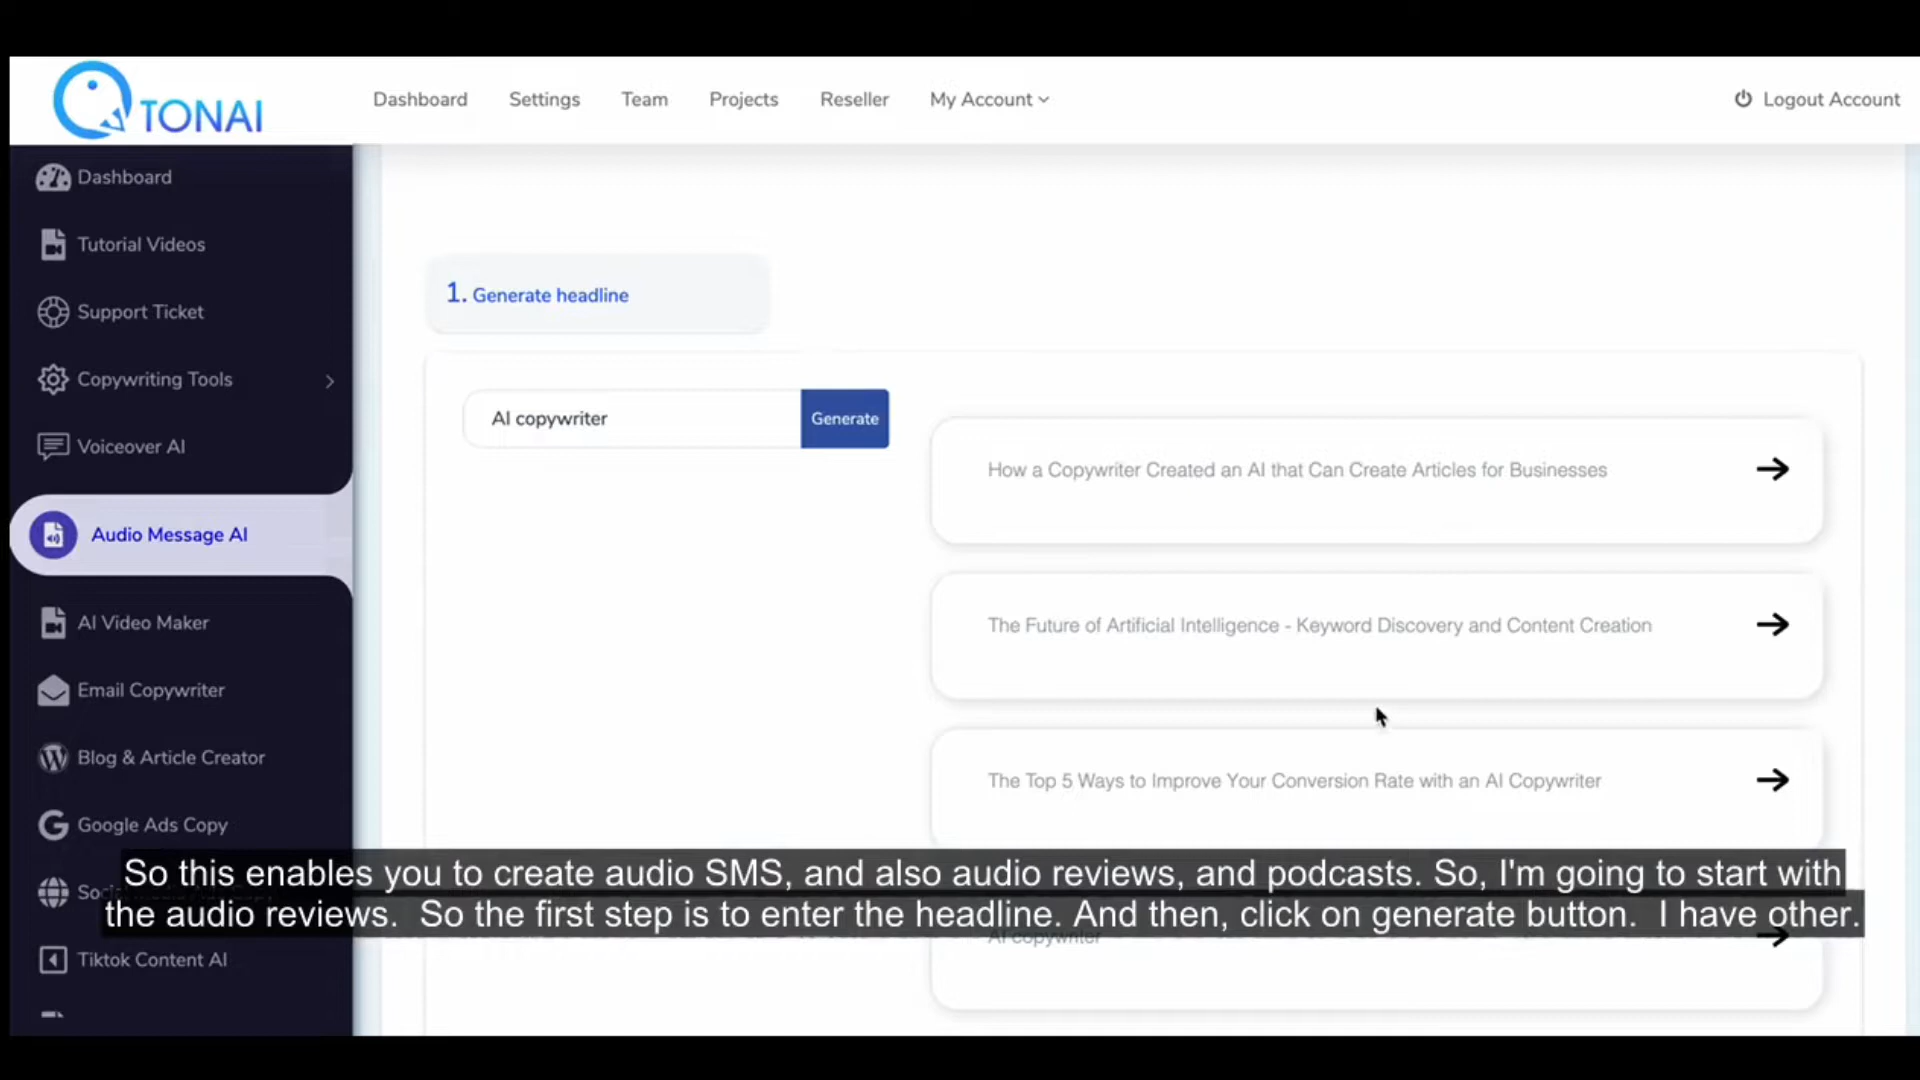 TONAI
Dashboard
Settings
Team
Projects
Reseller
My Account
Logout Account
Dashboard
Tutorial Videos
Support Ticket
Copywriting Tools
Voiceover AI
Audio Message AI
AI Video Maker
Email Copywriter
Blog & Article Creator
Google Ads Copy
Tiktok Content AI
1. Generate headline
AI copywriter
Generate
How a Copywriter Created an AI that Can Create Articles for Businesses
The Future of Artificial Intelligence - Keyword Discovery and Content Creation
The Top 5 Ways to Improve Your Conversion Rate with an AI Copywriter
AI copywriter
So this enables you to create audio SMS, and also audio reviews, and podcasts. So, I'm going to start with
the audio reviews. So the first step is to enter the headline. And then, click on generate button. I have other.